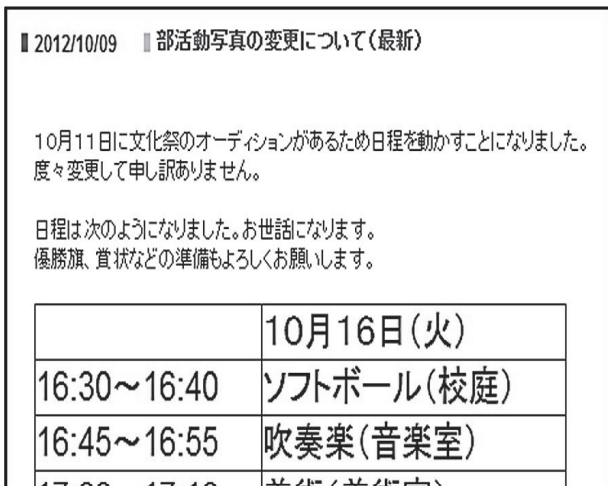 2012/10/09 部活動写真の変更について(最新)
10月11日に文化祭のオーディションがあるため日程を動かすことになりました。
度々変更して申し訳ありません。
日程は次のようになりました。お世話になります。
優勝旗、賞状などの準備もよろしくお願いします。
10月16日(火)
16:30～16:40 ソフトボール(校庭)
16:45～16:55 吹奏楽(音楽室)